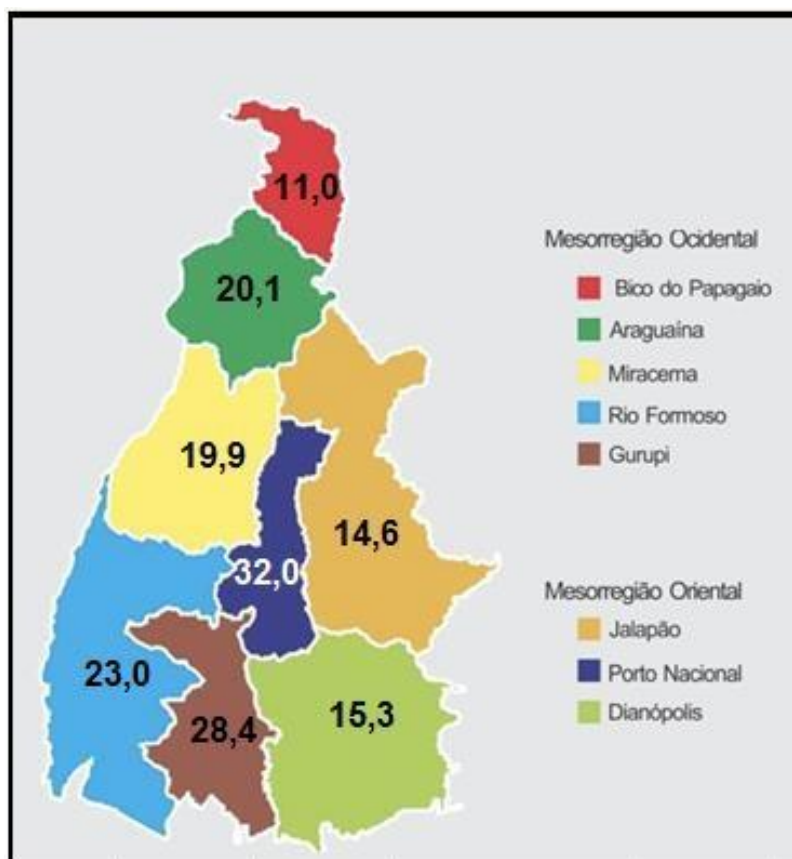 11,0
20,1
19,9
14,6
32,0
23,0
28,4
15,3
Mesorregião Ocidental
Bico do Papagaio
Araguaína
Miracema
Rio Formoso
Gurupi
Mesorregião Oriental
Jalapão
Porto Nacional
Dianópolis